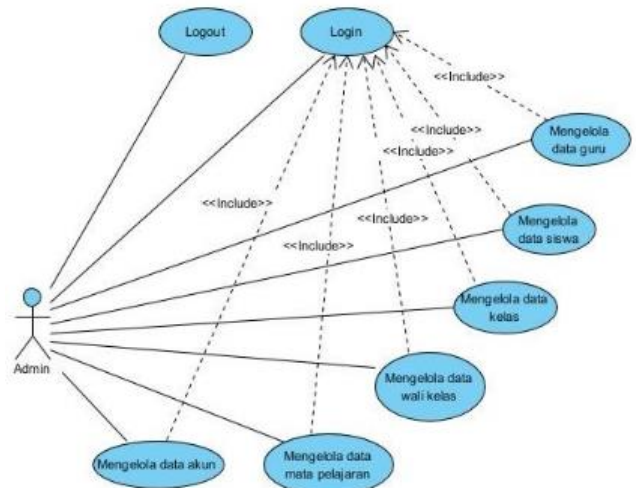 Logout
Login
<<Include>>
Mengelola
data guru
<<Include>>
<<Include>>
<<Include>>
<<Include>>
<<Include>>
Mengelola
data siswa
Mengelola data
kelas
Admin
Mengelola data
wali kelas
Mengelola data akun
Mengelola data
mata pelajaran